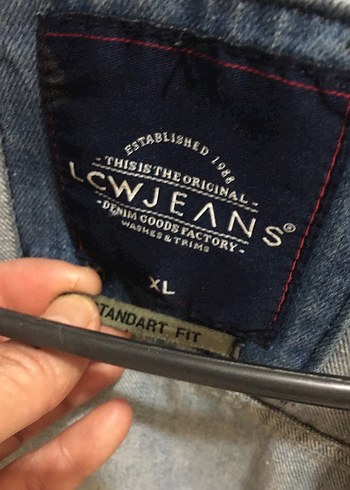 ESTABLISHED 1988
- THIS IS THE ORIGINAL -
LCWJEANS®
- DENIM GOODS FACTORY -
WASHES & TRIMS
XL
STANDART FIT